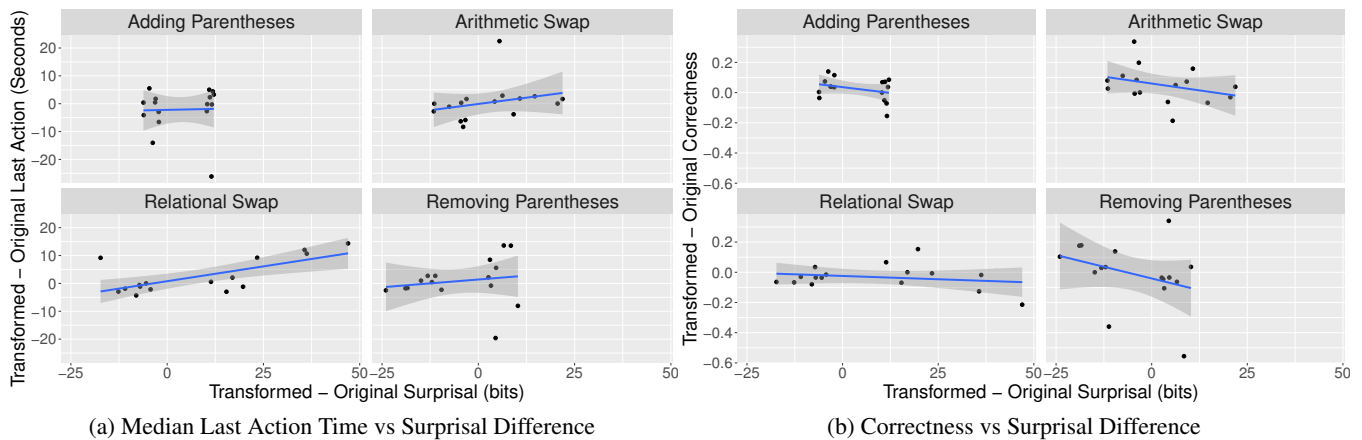 Adding Parentheses
Arithmetic Swap
Relational Swap
Removing Parentheses
Transformed − Original Last Action (Seconds)
20
10
0
−10
−20
10
0
−10
−20
−25
0
25
50
−25
0
25
50
Transformed − Original Surprisal (bits)
(a) Median Last Action Time vs Surprisal Difference
Adding Parentheses
Arithmetic Swap
Relational Swap
Removing Parentheses
Transformed − Original Correctness
0.2
0.0
−0.2
−0.4
−0.6
0.2
0.0
−0.2
−0.4
−0.6
−25
0
25
50
−25
0
25
50
Transformed − Original Surprisal (bits)
(b) Correctness vs Surprisal Difference